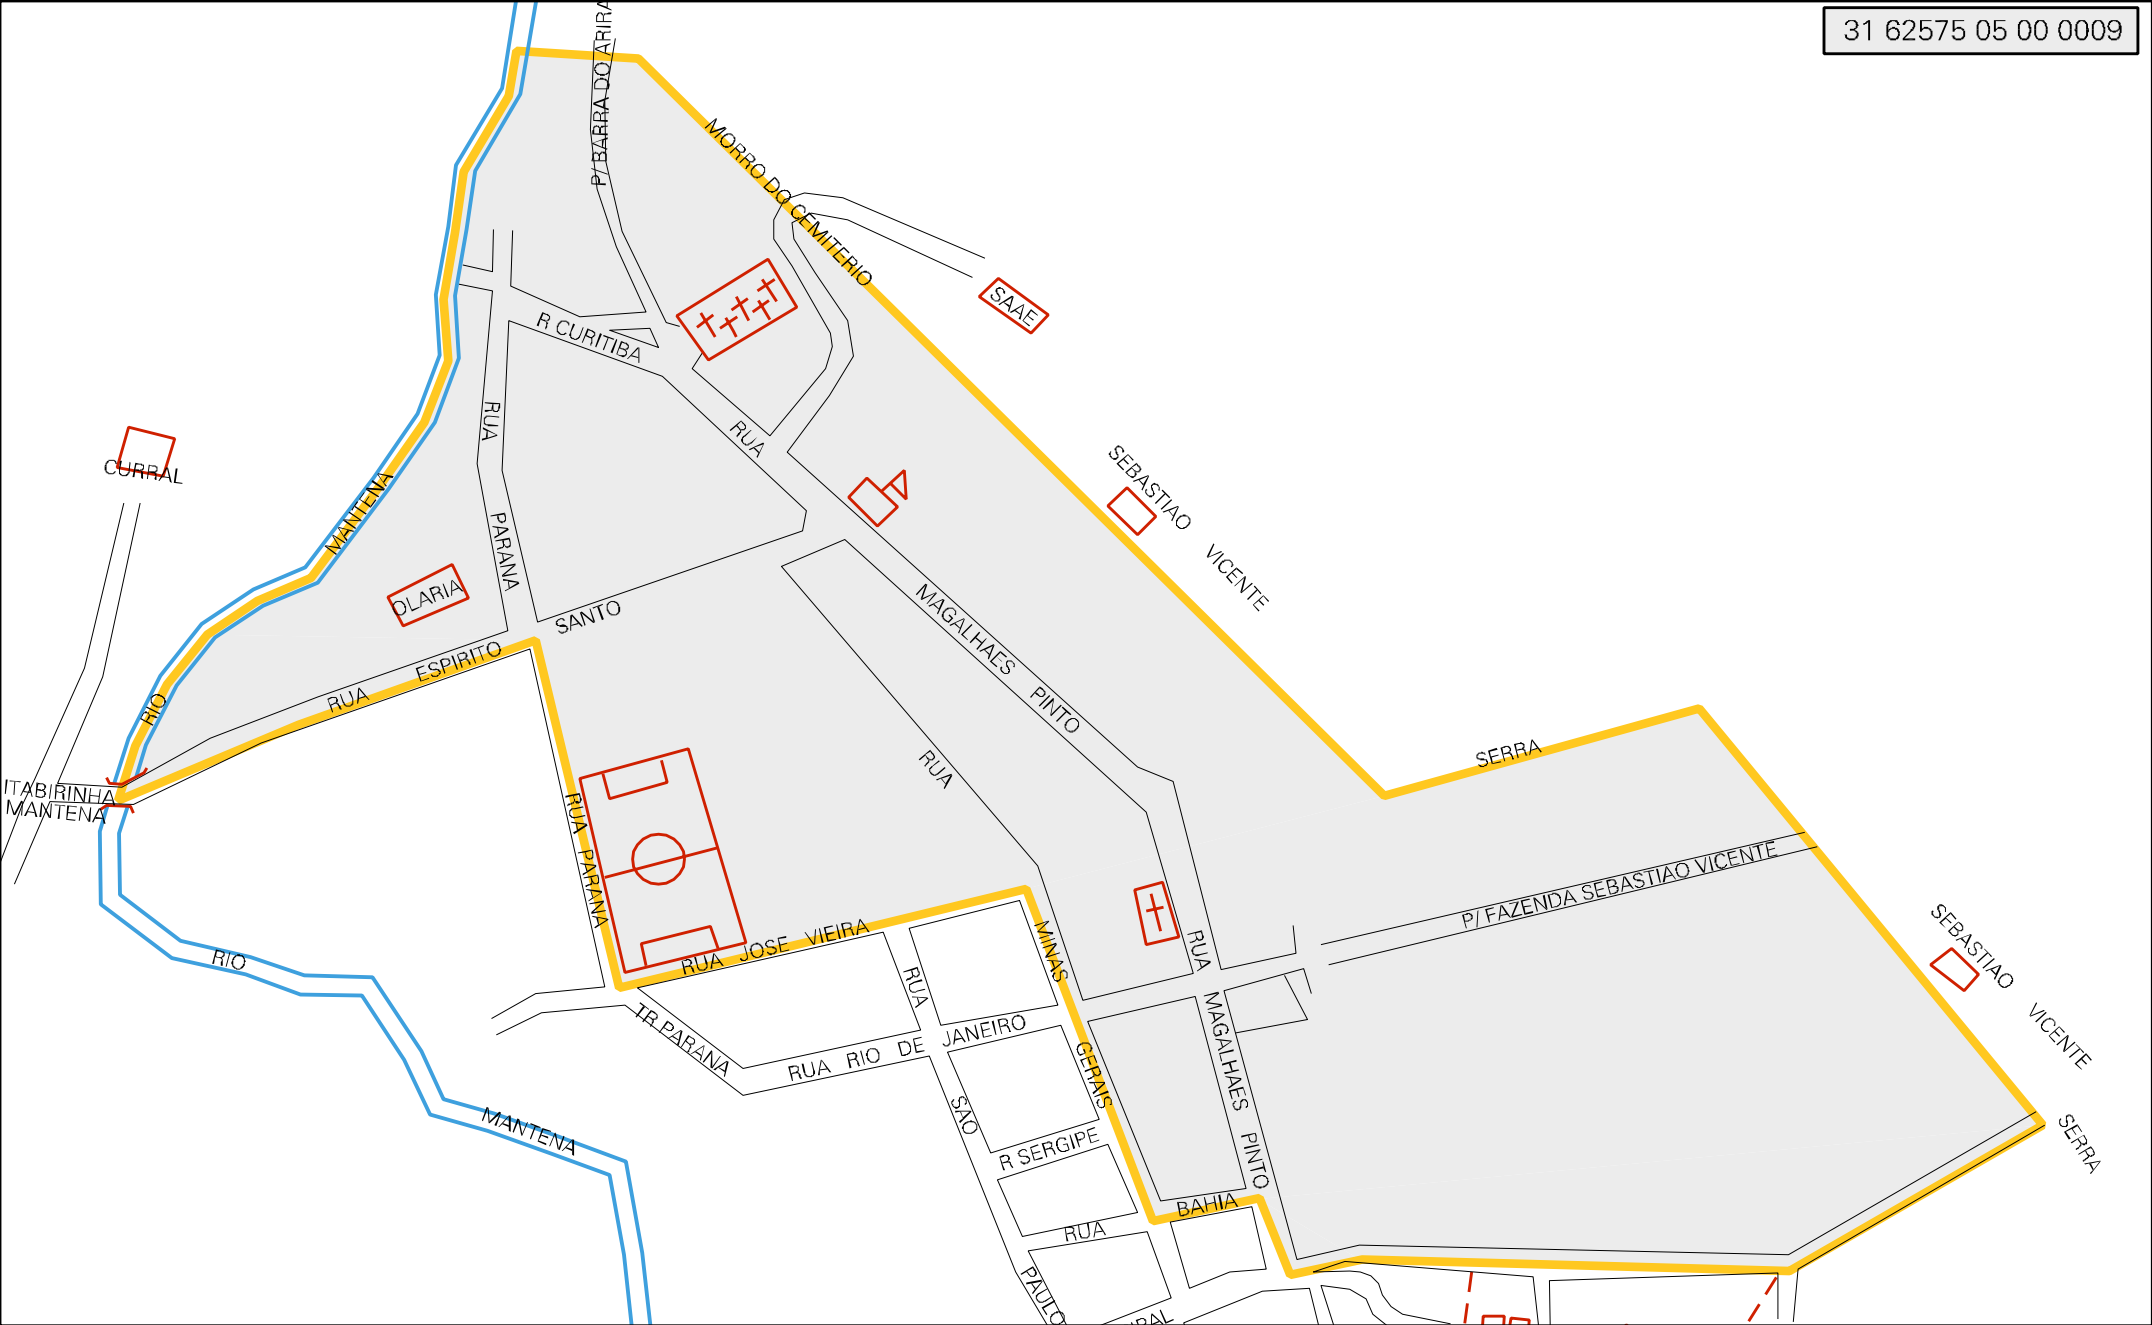 31 62575 05 00 0009
P/ BARRA DO ARIRA
MORRO DO CEMITERIO
SAAE
R CURITIBA
RUA PARANA
RUA MAGALHAES PINTO
CURRAL
RIO MANTENA
OLARIA
SEBASTIAO VICENTE
RUA ESPIRITO SANTO
ITABIRINHA
MANTENA
SERRA
RUA
MINAS GERAIS
RUA PARANA
RUA JOSE VIEIRA
P/ FAZENDA SEBASTIAO VICENTE
SEBASTIAO VICENTE
SERRA
RIO MANTENA
TR PARANA
RUA RIO DE JANEIRO
RUA SAO PAULO
RUA MAGALHAES PINTO
R SERGIPE
RUA BAHIA